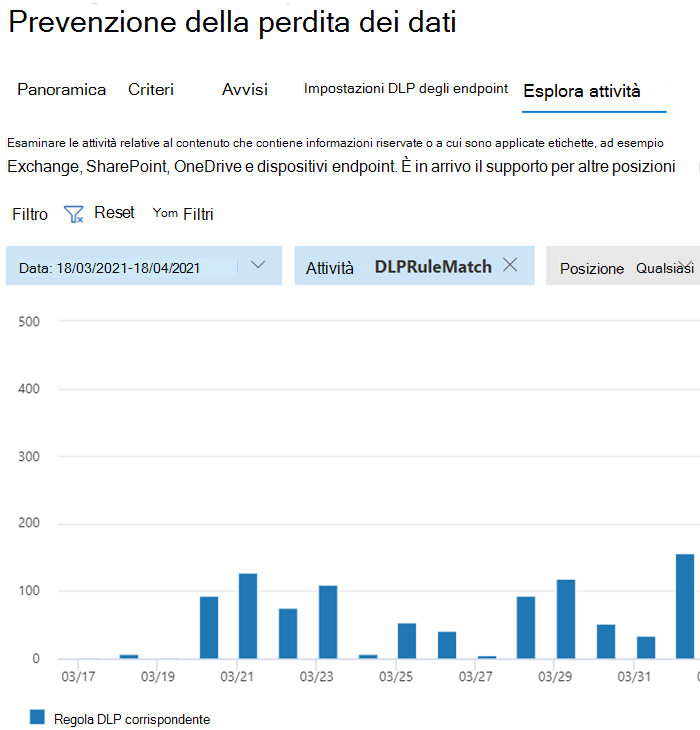 Prevenzione della perdita dei dati
Panoramica Criteri Avvisi Impostazioni DLP degli endpoint Esplora attività
Esaminare le attività relative al contenuto che contiene informazioni riservate o a cui sono applicate etichette, ad esempio
Exchange, SharePoint, OneDrive e dispositivi endpoint. È in arrivo il supporto per altre posizioni
Filtro Reset Yom Filtri
Data: 18/03/2021-18/04/2021 Attività DLPRuleMatch Posizione Qualsiasi
500
400
300
200
100
0
03/17 03/19 03/21 03/23 03/25 03/27 03/29 03/31
Regola DLP corrispondente